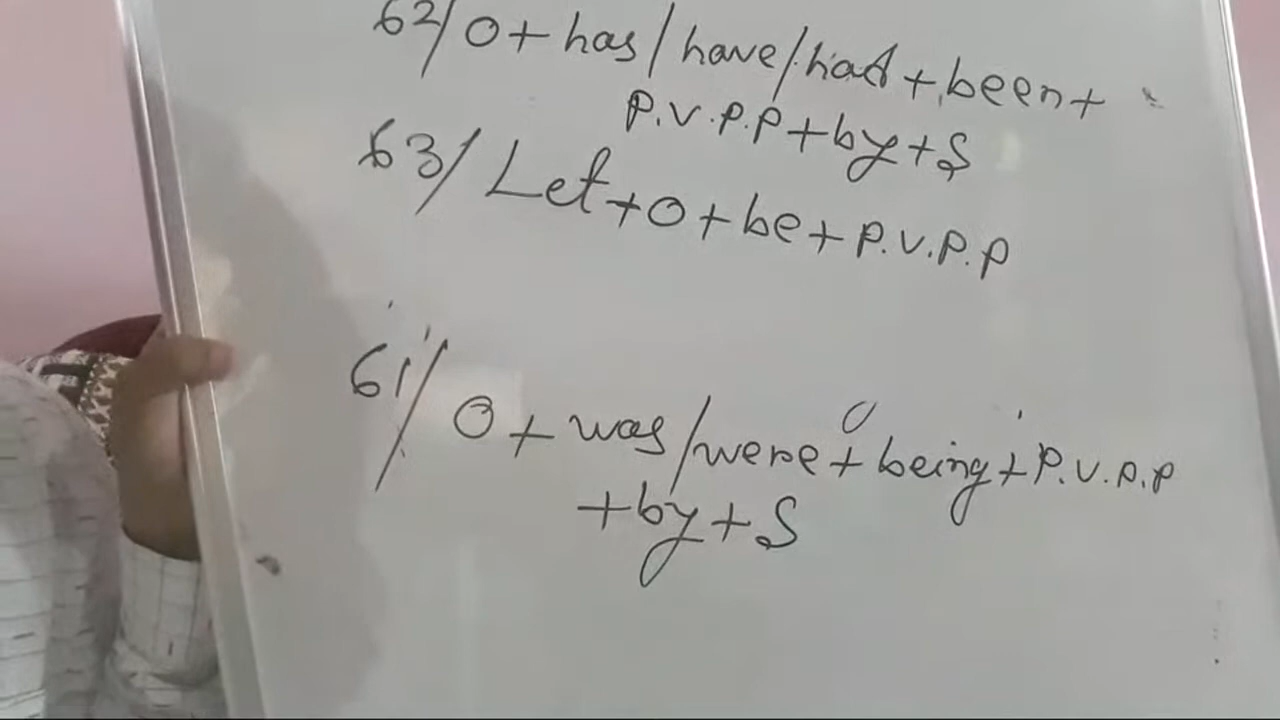 62/ O + has / have / had + been +
P.V.P.P + by + S
63/ Let + O + be + P.V.P.P
61/ O + was / were + being + P.V.P.P
+ by + S